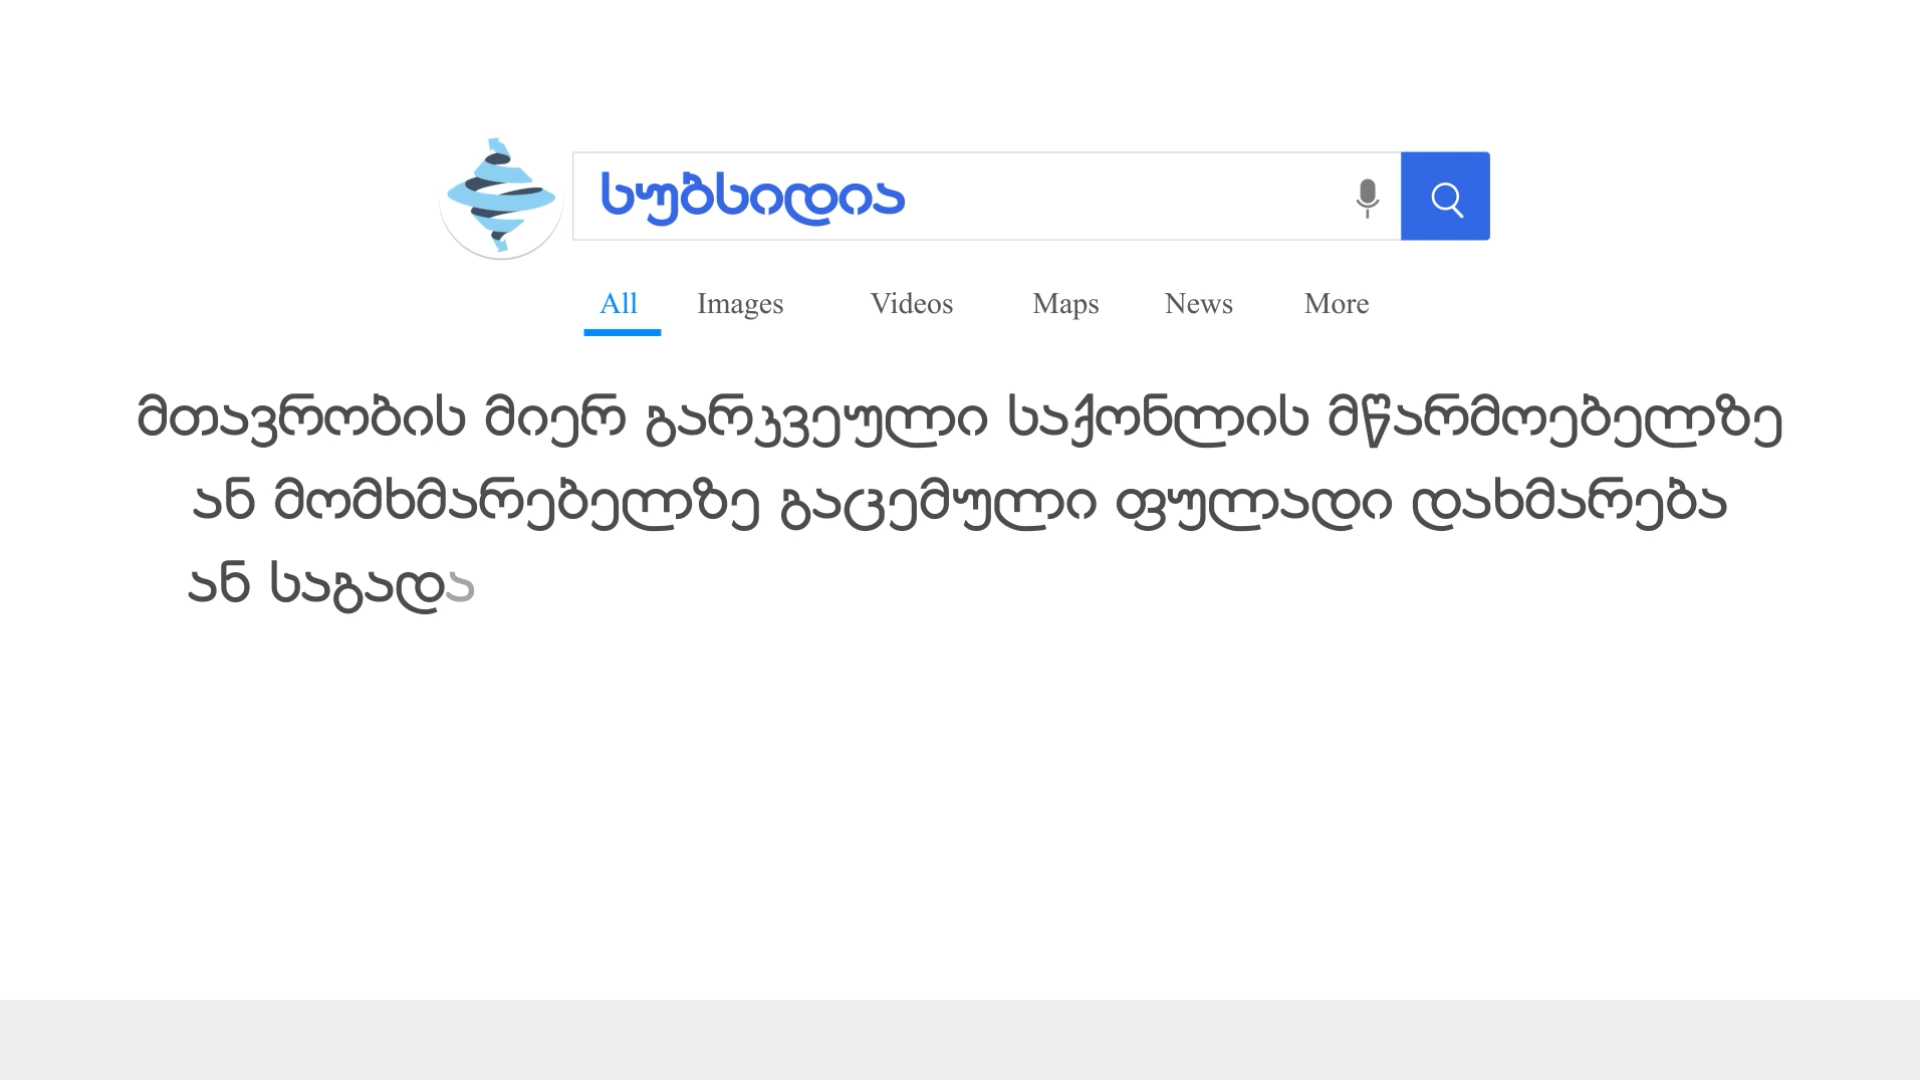 სუბსიდია
All Images Videos Maps News More
მთავრობის მიერ გარკვეული საქონლის მწარმოებელზე
ან მომხმარებელზე გაცემული ფულადი დახმარება
ან საგადა